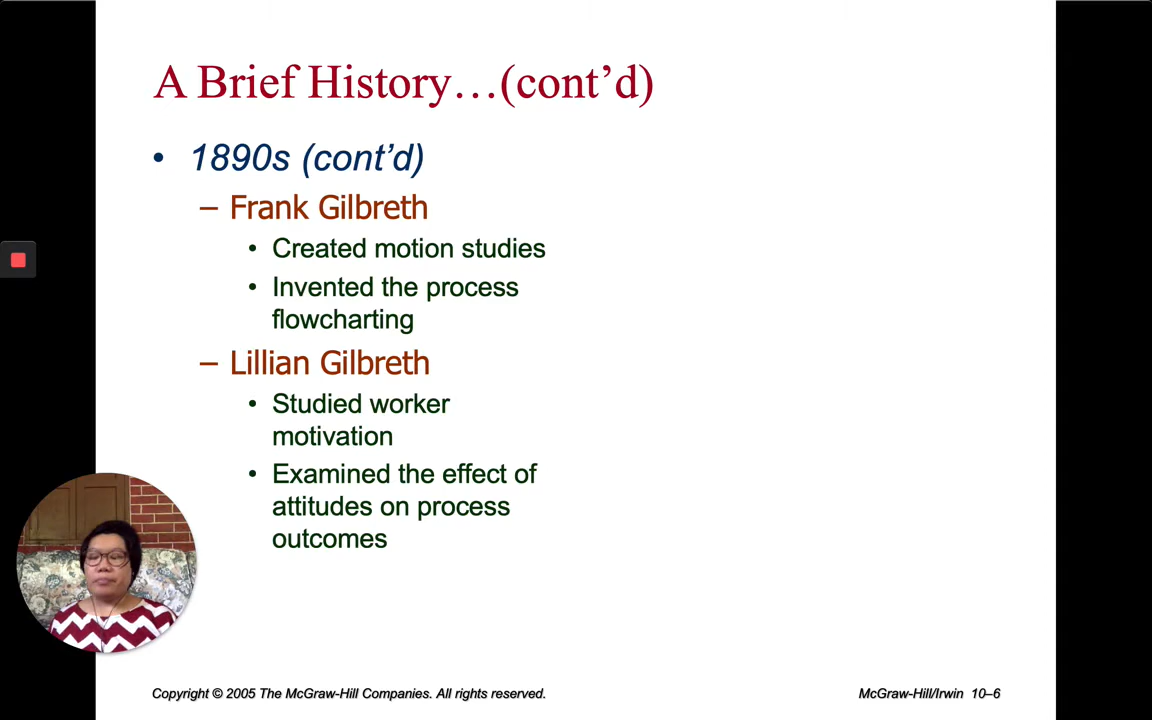 A Brief History…(cont’d)
• 1890s (cont’d)
– Frank Gilbreth
• Created motion studies
• Invented the process
flowcharting
– Lillian Gilbreth
• Studied worker
motivation
• Examined the effect of
attitudes on process
outcomes
Copyright © 2005 The McGraw-Hill Companies. All rights reserved.
McGraw-Hill/Irwin 10–6